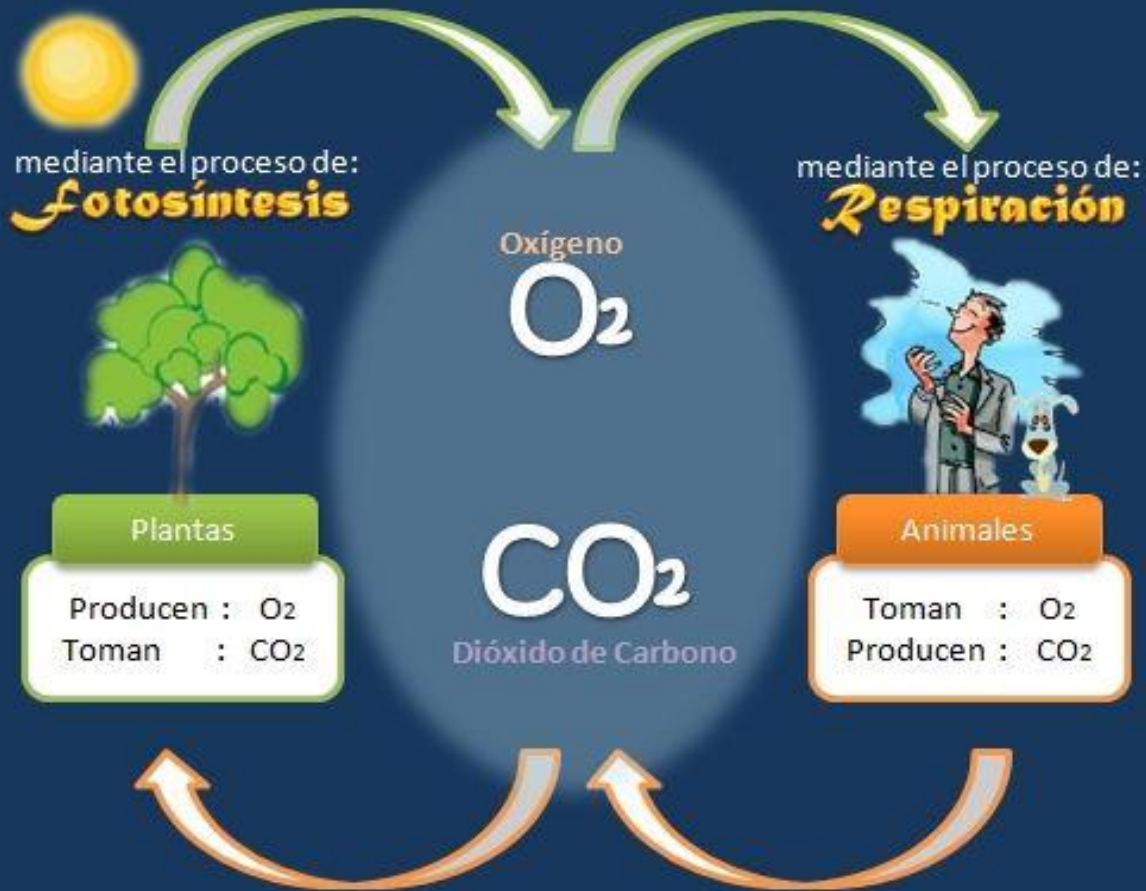 mediante el proceso de:
Fotosíntesis
mediante el proceso de:
Respiración
Oxígeno
O2
CO2
Dióxido de Carbono
Plantas
Producen : O2
Toman : CO2
Animales
Toman : O2
Producen : CO2